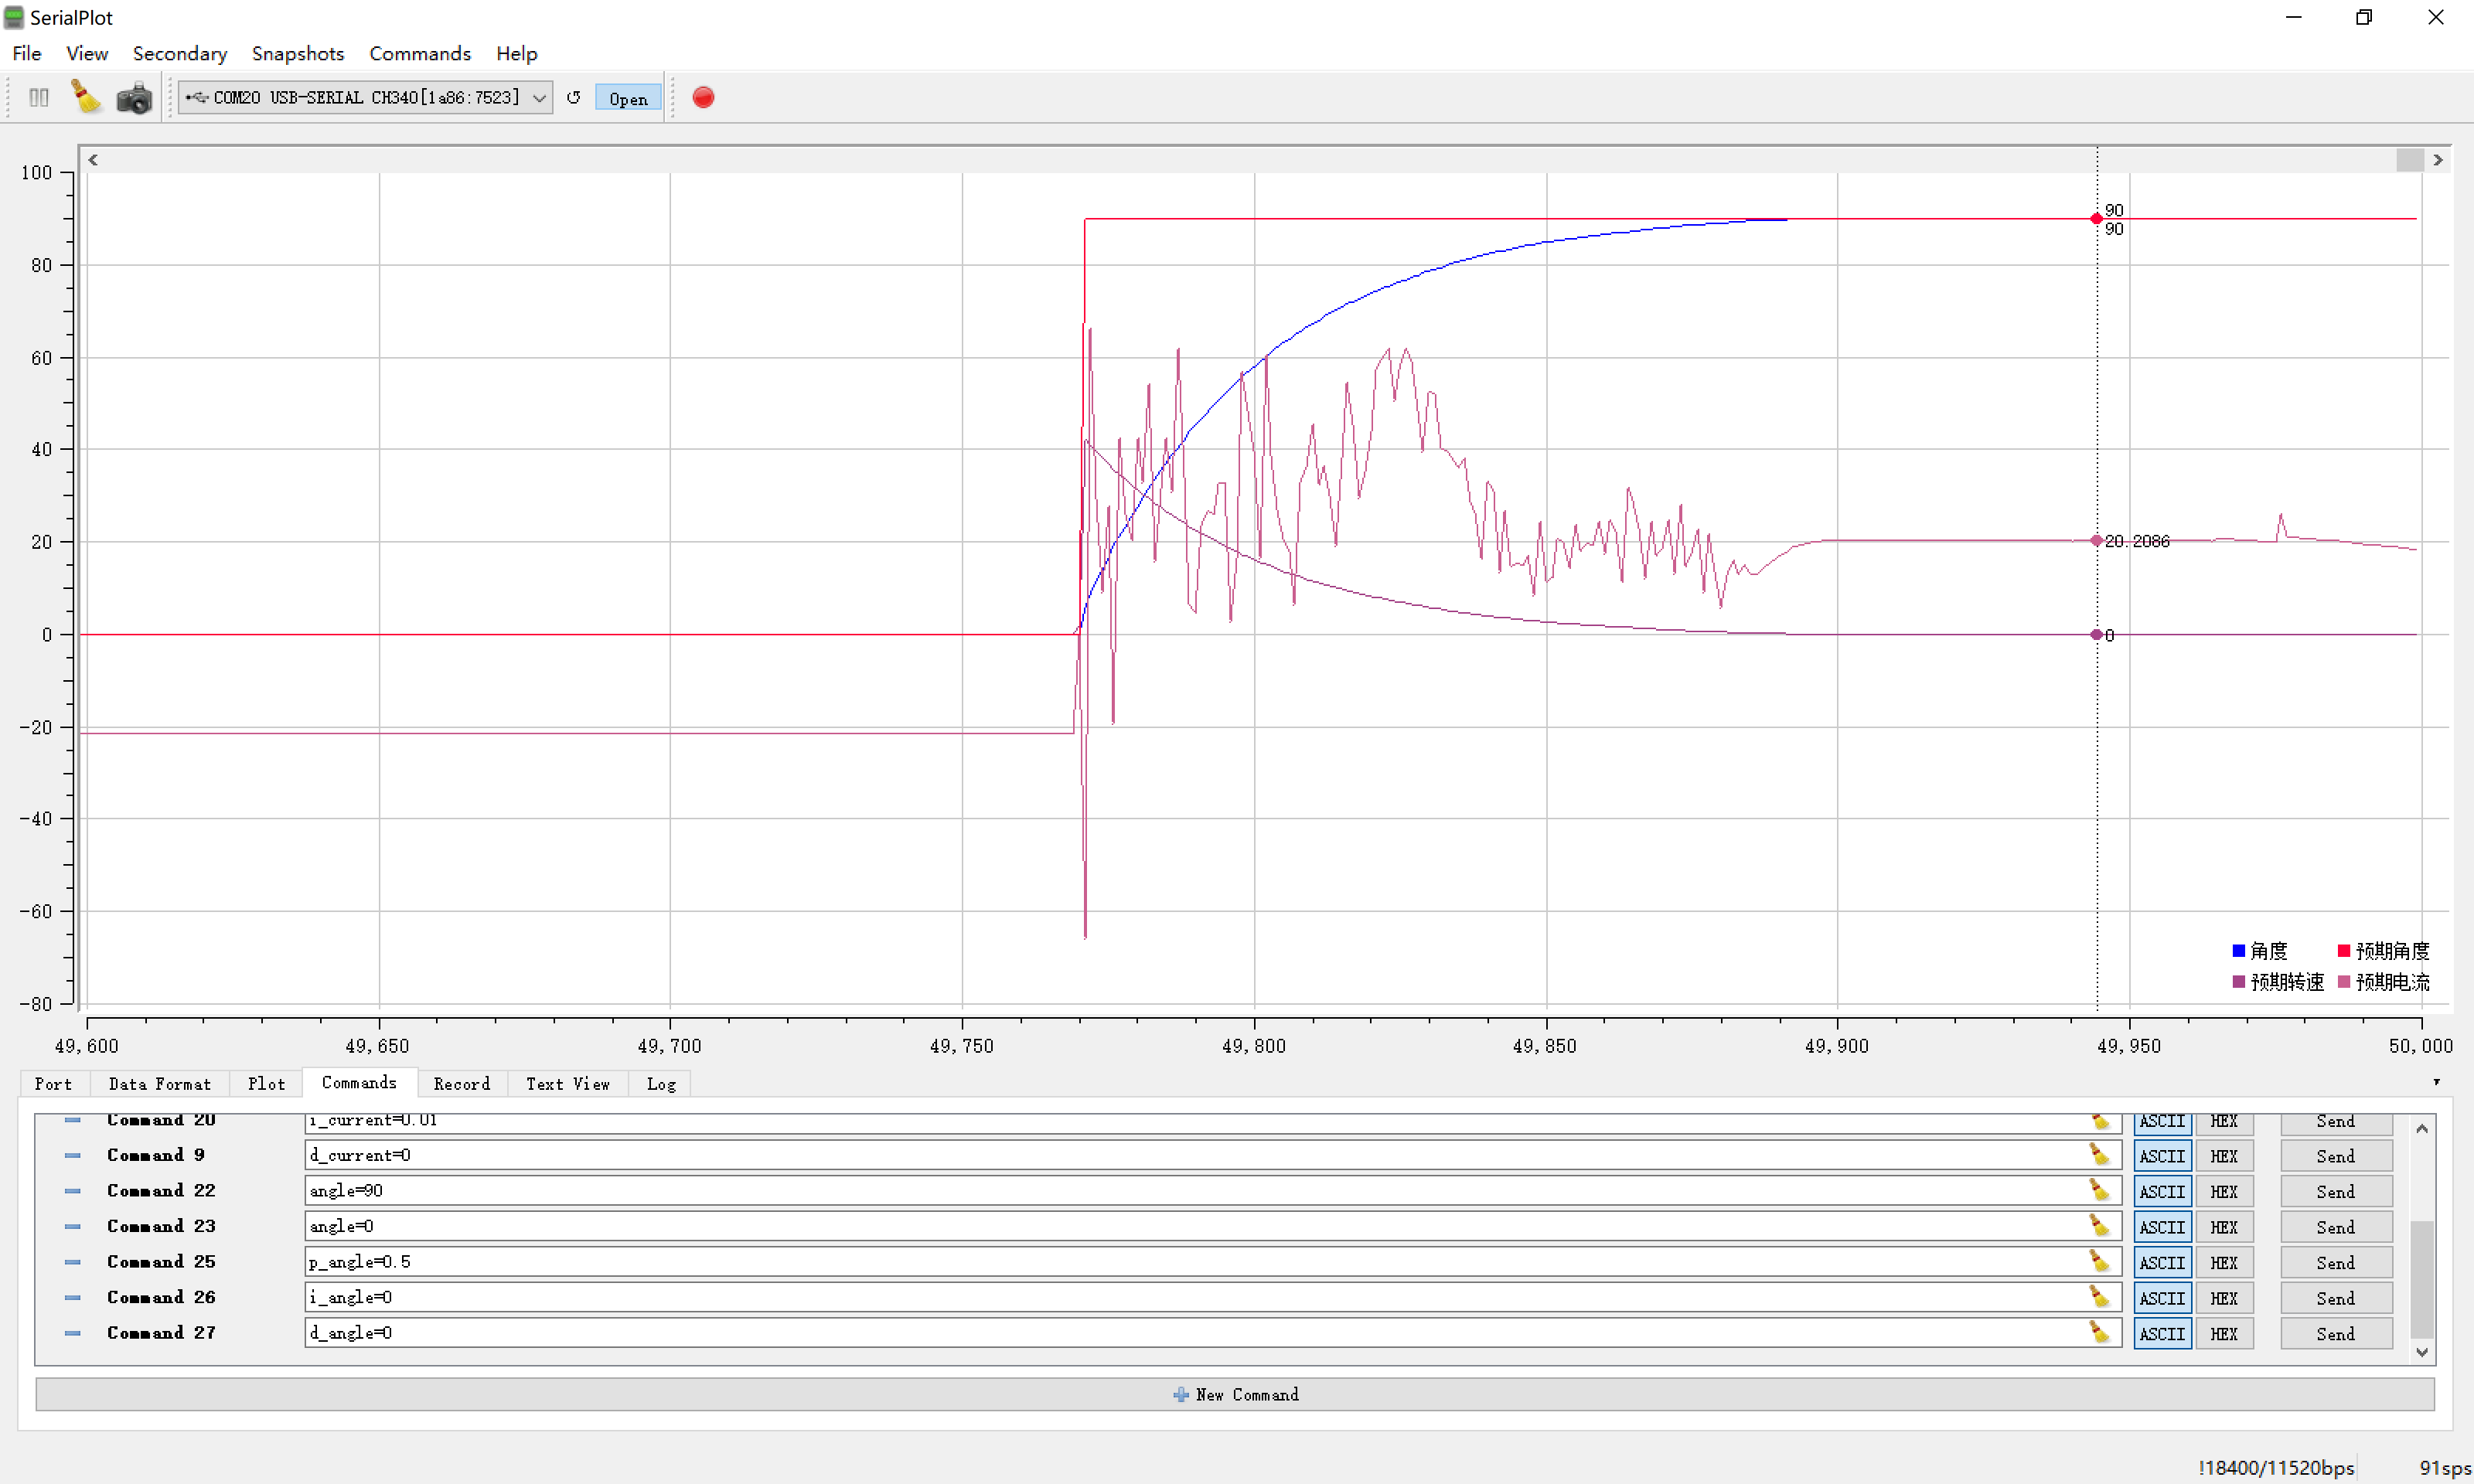 SerialPlot
File View Secondary Snapshots Commands Help
COM20 USB-SERIAL CH340[1a86:7523] Open
100
80
60
40
20
0
-20
-40
-60
-80
90
90
20.2086
0
角度 预期角度
预期转速 预期电流
49,600 49,650 49,700 49,750 49,800 49,850 49,900 49,950 50,000
Port Data Format Plot Commands Record Text View Log
Command 20 i_current=0.01 ASCII HEX Send
Command 9 d_current=0 ASCII HEX Send
Command 22 angle=90 ASCII HEX Send
Command 23 angle=0 ASCII HEX Send
Command 25 p_angle=0.5 ASCII HEX Send
Command 26 i_angle=0 ASCII HEX Send
Command 27 d_angle=0 ASCII HEX Send
New Command
!18400/11520bps 91sps